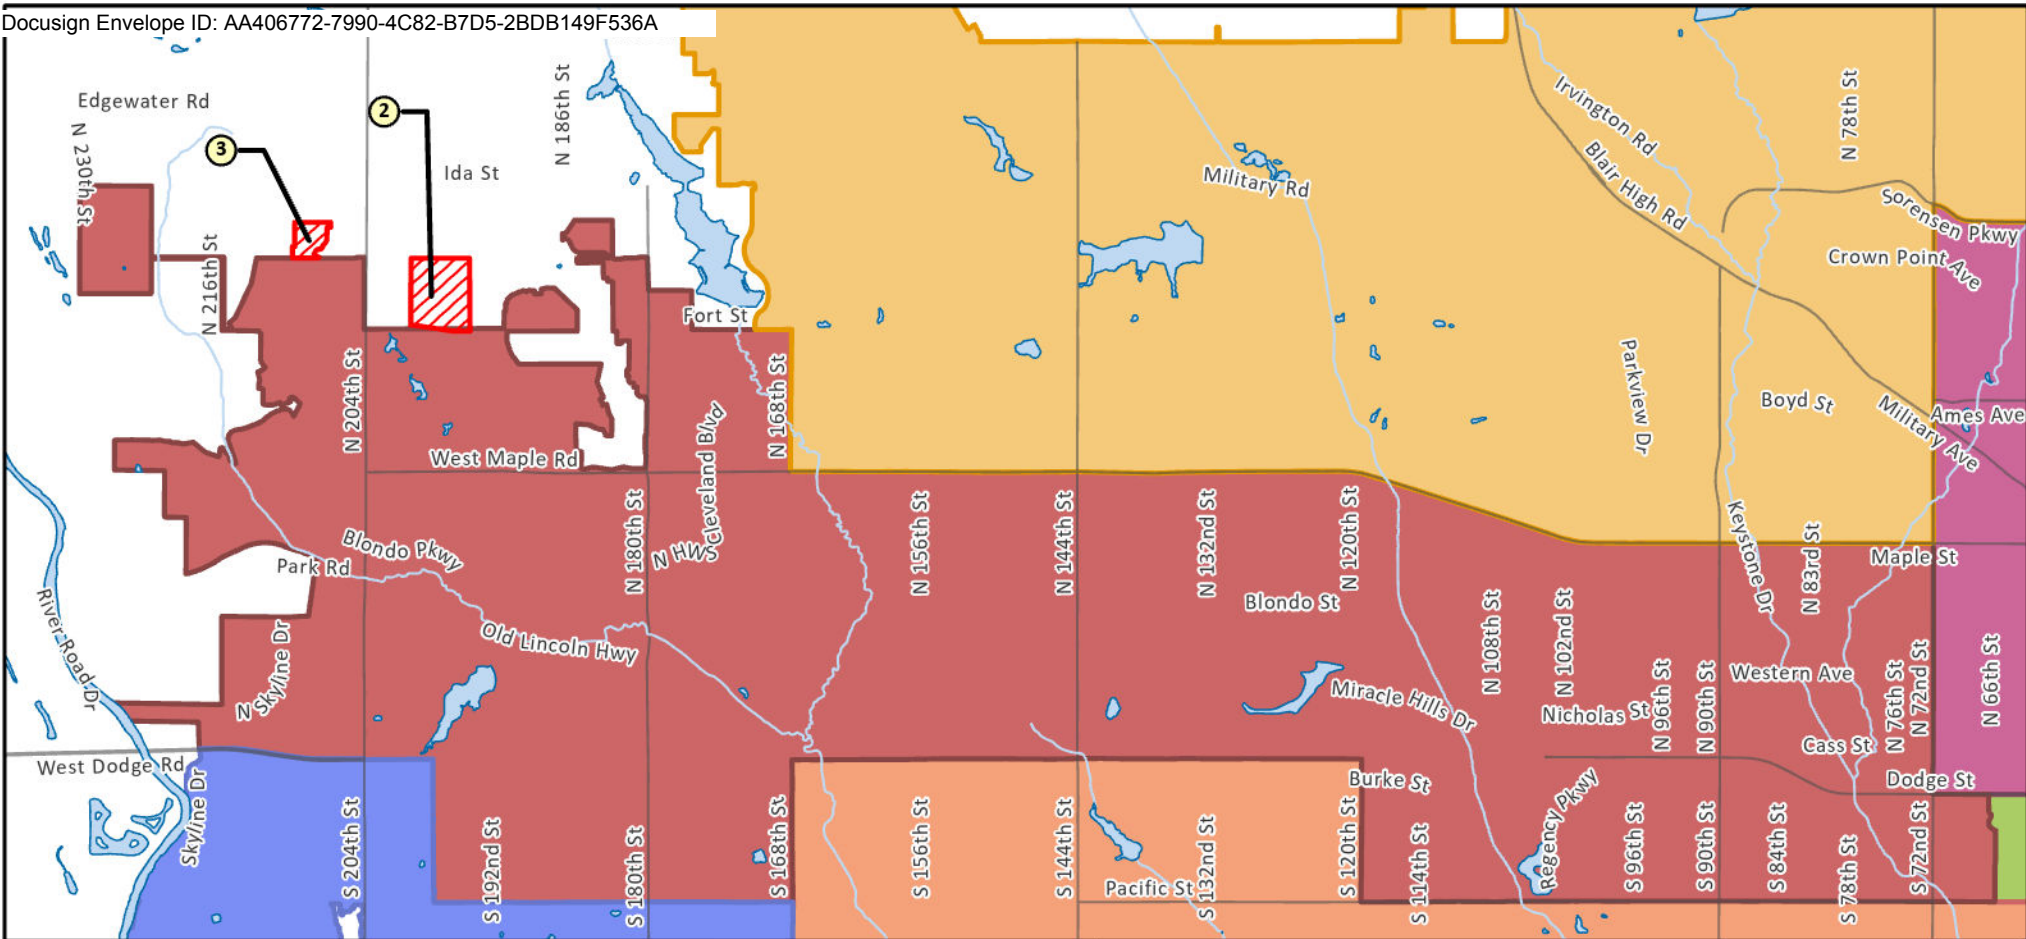 Docusign Envelope ID: AA406772-7990-4C82-B7D5-2BDB149F536A
Edgewater Rd
N 230th St
3
2
N 186th St
Ida St
N 216th St
Fort St
N 204th St
N 168th St
West Maple Rd
N HWS Cleveland Blvd
N 180th St
Blondo Pkwy
Park Rd
Old Lincoln Hwy
River Road Dr
N Skyline Dr
West Dodge Rd
Skyline Dr
S 204th St
S 192nd St
S 180th St
S 168th St
Military Rd
Irvington Rd
Blair High Rd
N 78th St
Sorensen Pkwy
Crown Point Ave
Parkview Dr
Boyd St
Military Ave
Ames Ave
N 156th St
N 144th St
N 132nd St
N 120th St
Blondo St
Keystone Dr
N 83rd St
Maple St
N 108th St
N 102nd St
N 96th St
N 90th St
Western Ave
N 76th St
N 72nd St
N 66th St
Miracle Hills Dr
Nicholas St
Cass St
Burke St
Dodge St
S 156th St
S 144th St
S 132nd St
S 120th St
Pacific St
S 114th St
Regency Pkwy
S 96th St
S 90th St
S 84th St
S 78th St
S 72nd St